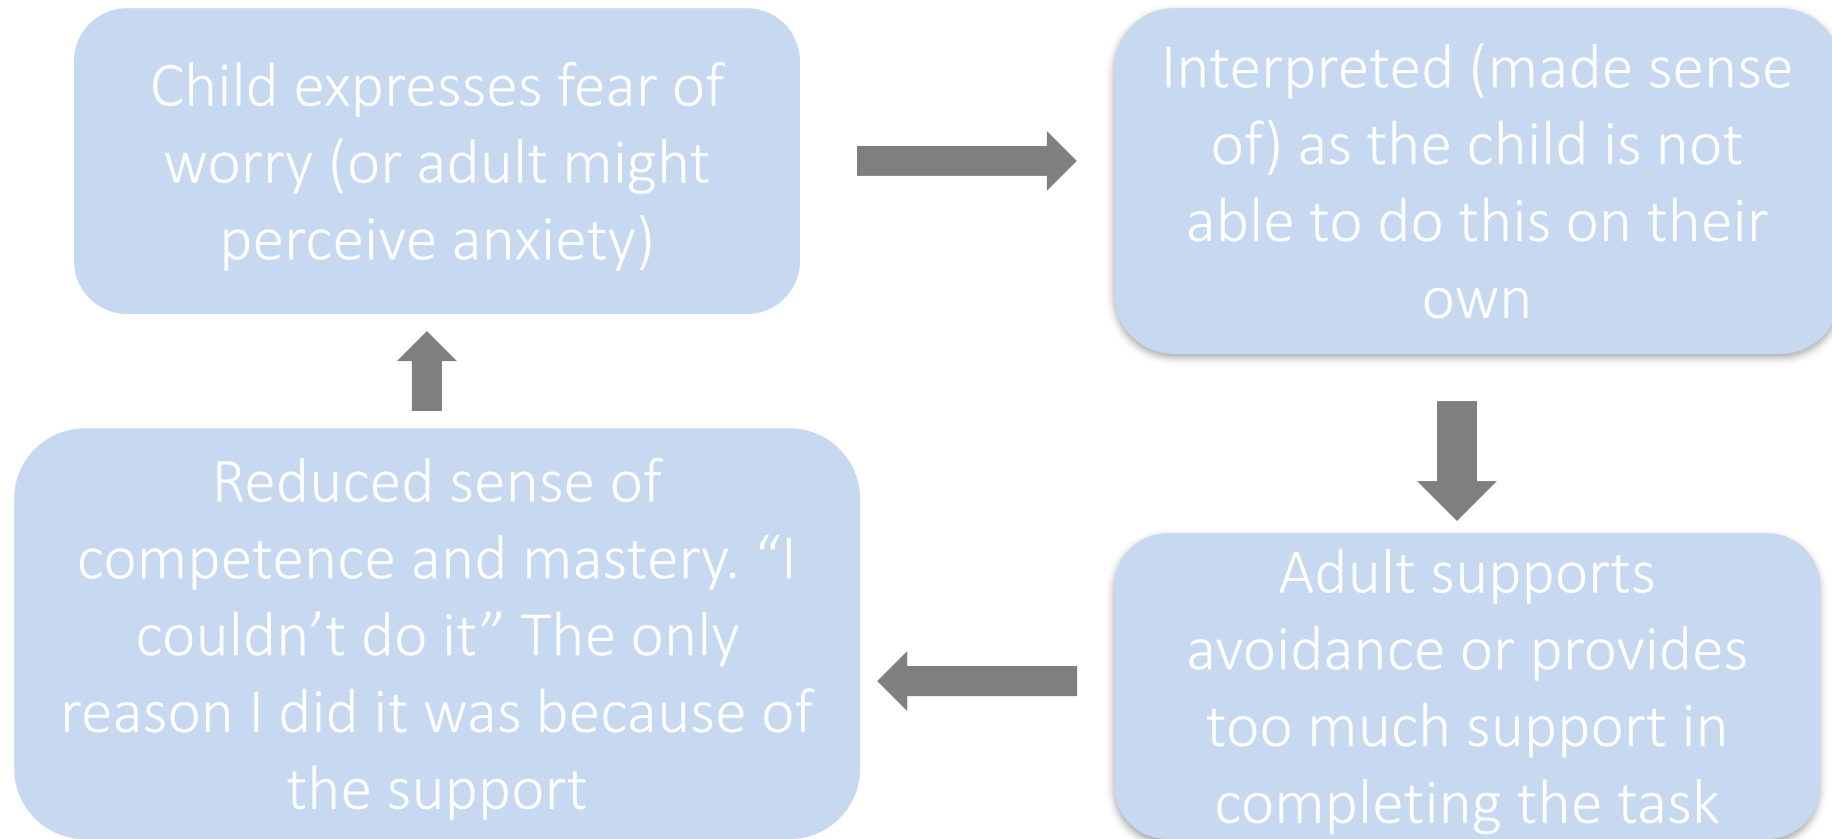 Child expresses fear of
worry (or adult might
perceive anxiety)
Interpreted (made sense
of) as the child is not
able to do this on their
own
Adult supports
avoidance or provides
too much support in
completing the task
Reduced sense of
competence and mastery. “I
couldn’t do it” The only
reason I did it was because of
the support